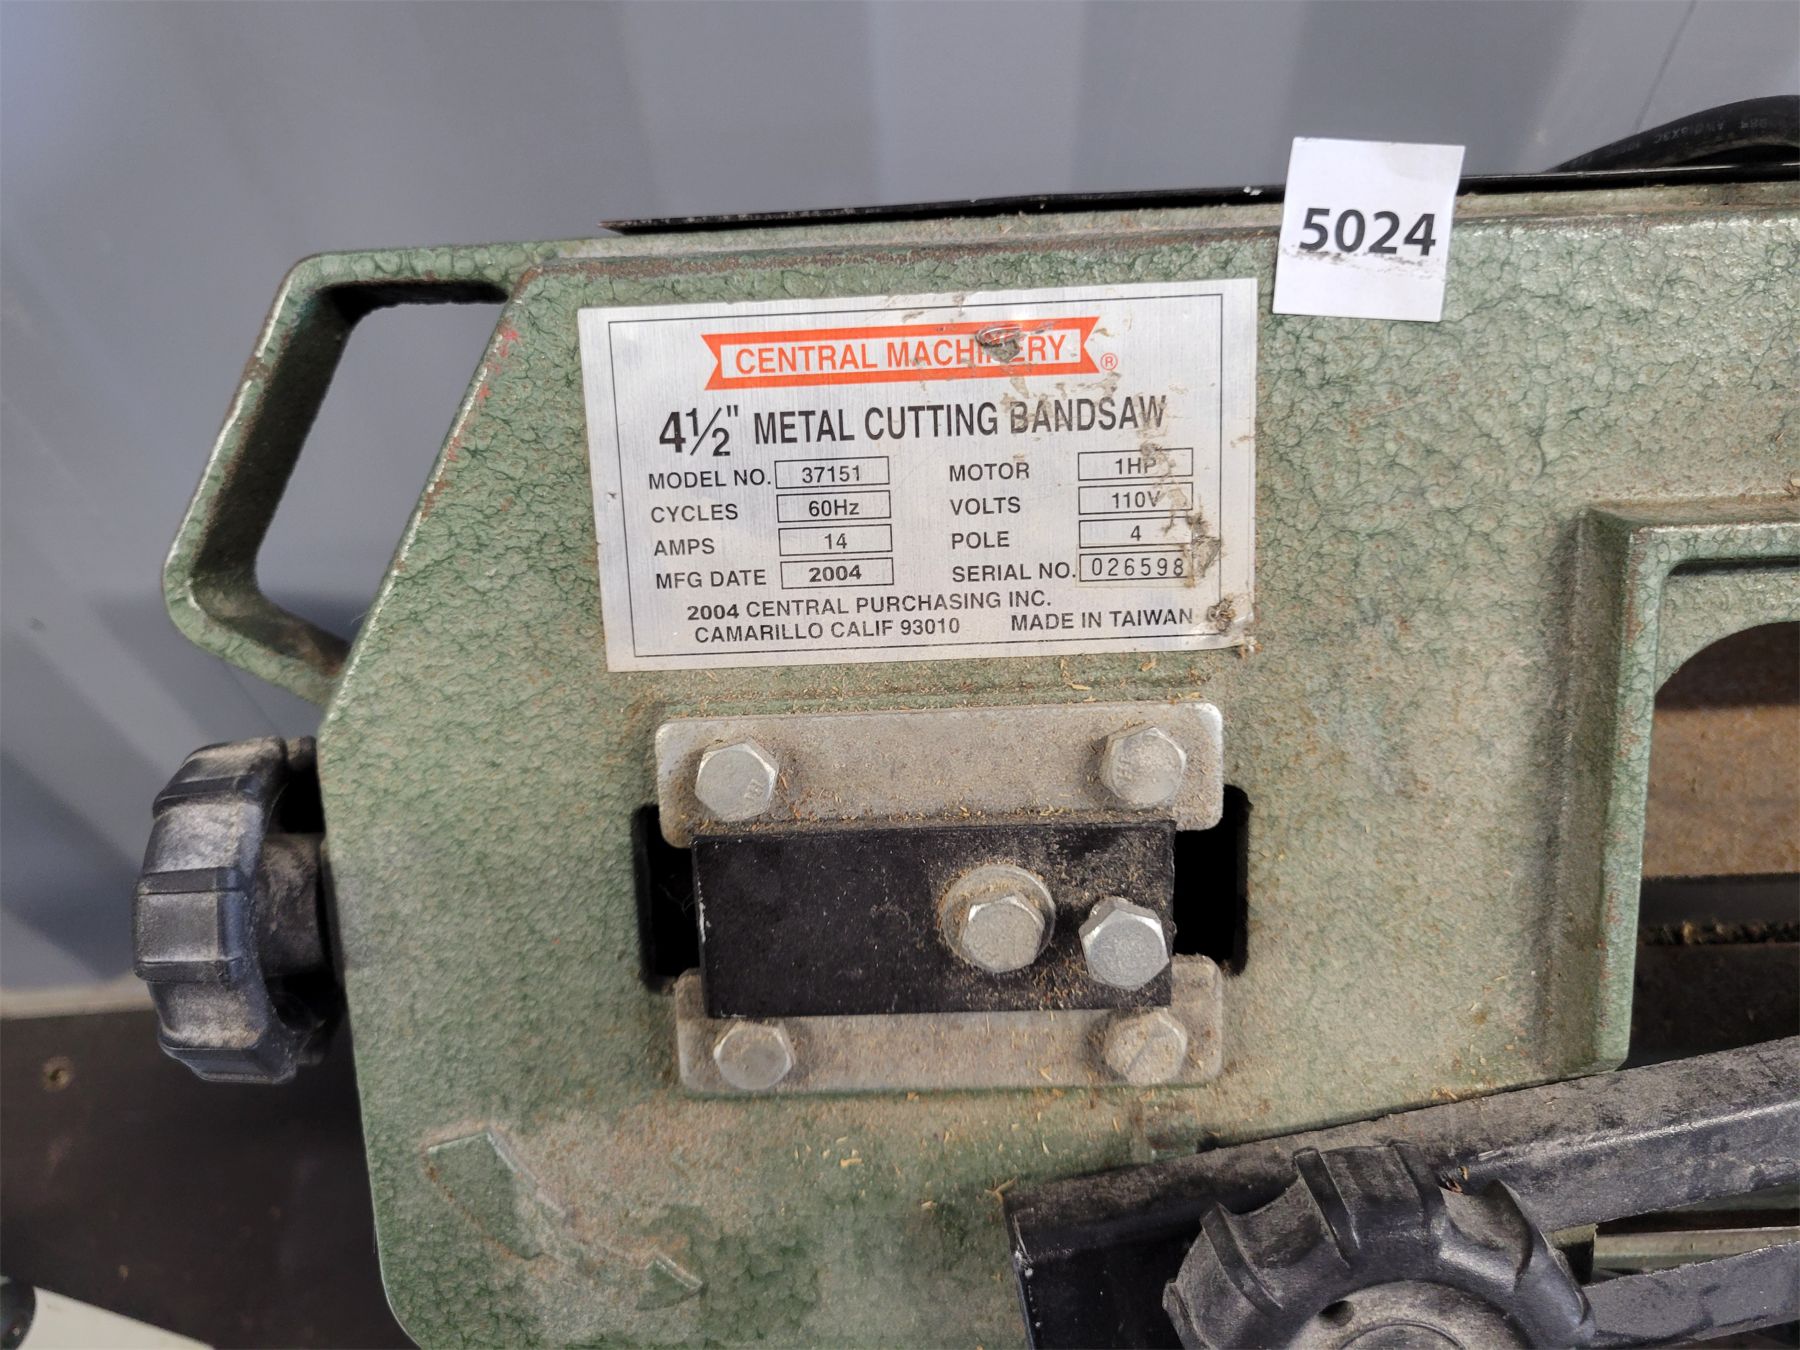 5024
CENTRAL MACHINERY ®
4½" METAL CUTTING BANDSAW
MODEL NO. 37151 MOTOR 1HP
CYCLES 60Hz VOLTS 110V
AMPS 14 POLE 4
MFG DATE 2004 SERIAL NO. 026598
2004 CENTRAL PURCHASING INC.
CAMARILLO CALIF 93010 MADE IN TAIWAN